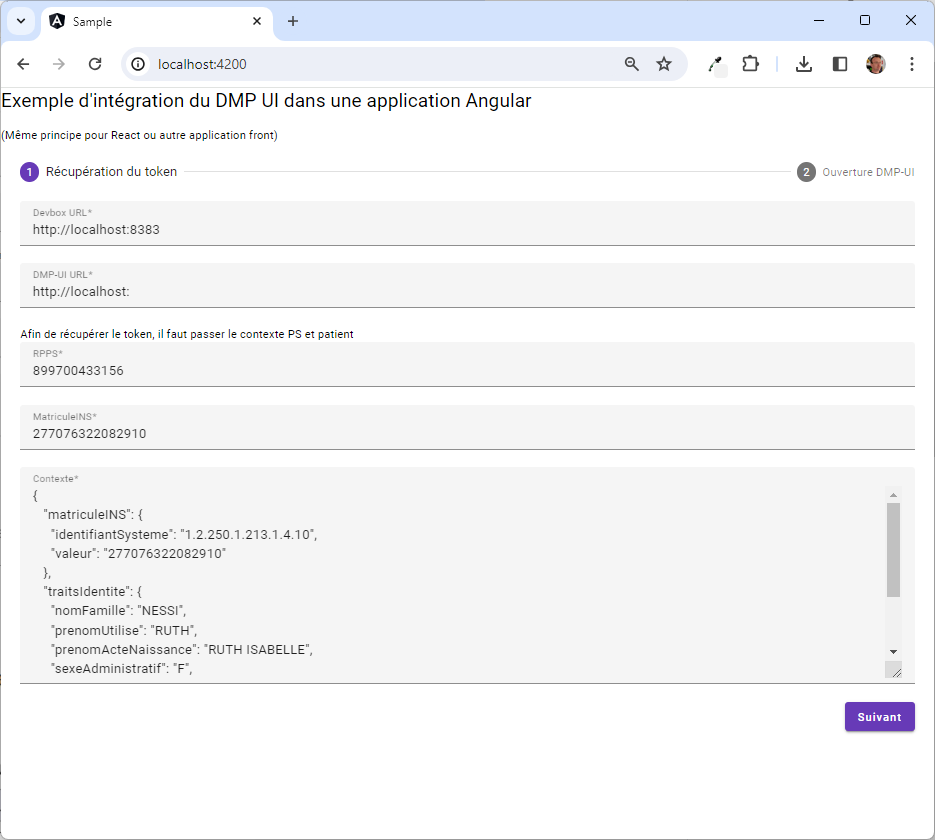 Sample
localhost:4200
Exemple d'intégration du DMP UI dans une application Angular
(Même principe pour React ou autre application front)
1 Récupération du token
2 Ouverture DMP-UI
Devbox URL*
http://localhost:8383
DMP-UI URL*
http://localhost:
Afin de récupérer le token, il faut passer le contexte PS et patient
RPPS*
899700433156
MatriculeINS*
277076322082910
Contexte*
{
"matriculeINS": {
"identifiantSysteme": "1.2.250.1.213.1.4.10",
"valeur": "277076322082910"
},
"traitsIdentite": {
"nomFamille": "NESSI",
"prenomUtilise": "RUTH",
"prenomActeNaissance": "RUTH ISABELLE",
"sexeAdministratif": "F",
Suivant